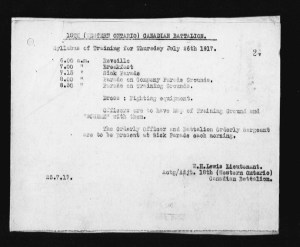 18TH (WESTERN ONTARIO) CANADIAN BATTALION.
Syllabus of Training for Thursday July 26th 1917.
2.
6.00 a.m. Reveille
7.00 " Breakfast
7.15 " Sick Parade
8.00 " Parade on Company Parade Grounds.
8.30 " Parade on Training Grounds.
Dress : Fighting equipment.
Officers are to have Map of Training Ground and
with them.
The Orderly Officer and Battalion Orderly Sergeant
are to be present at Sick Parade each morning.
W.H.Lewis Lieutenant.
Actg/Adjt. 18th (Western Ontario)
Canadian Battalion.
25.7.17.